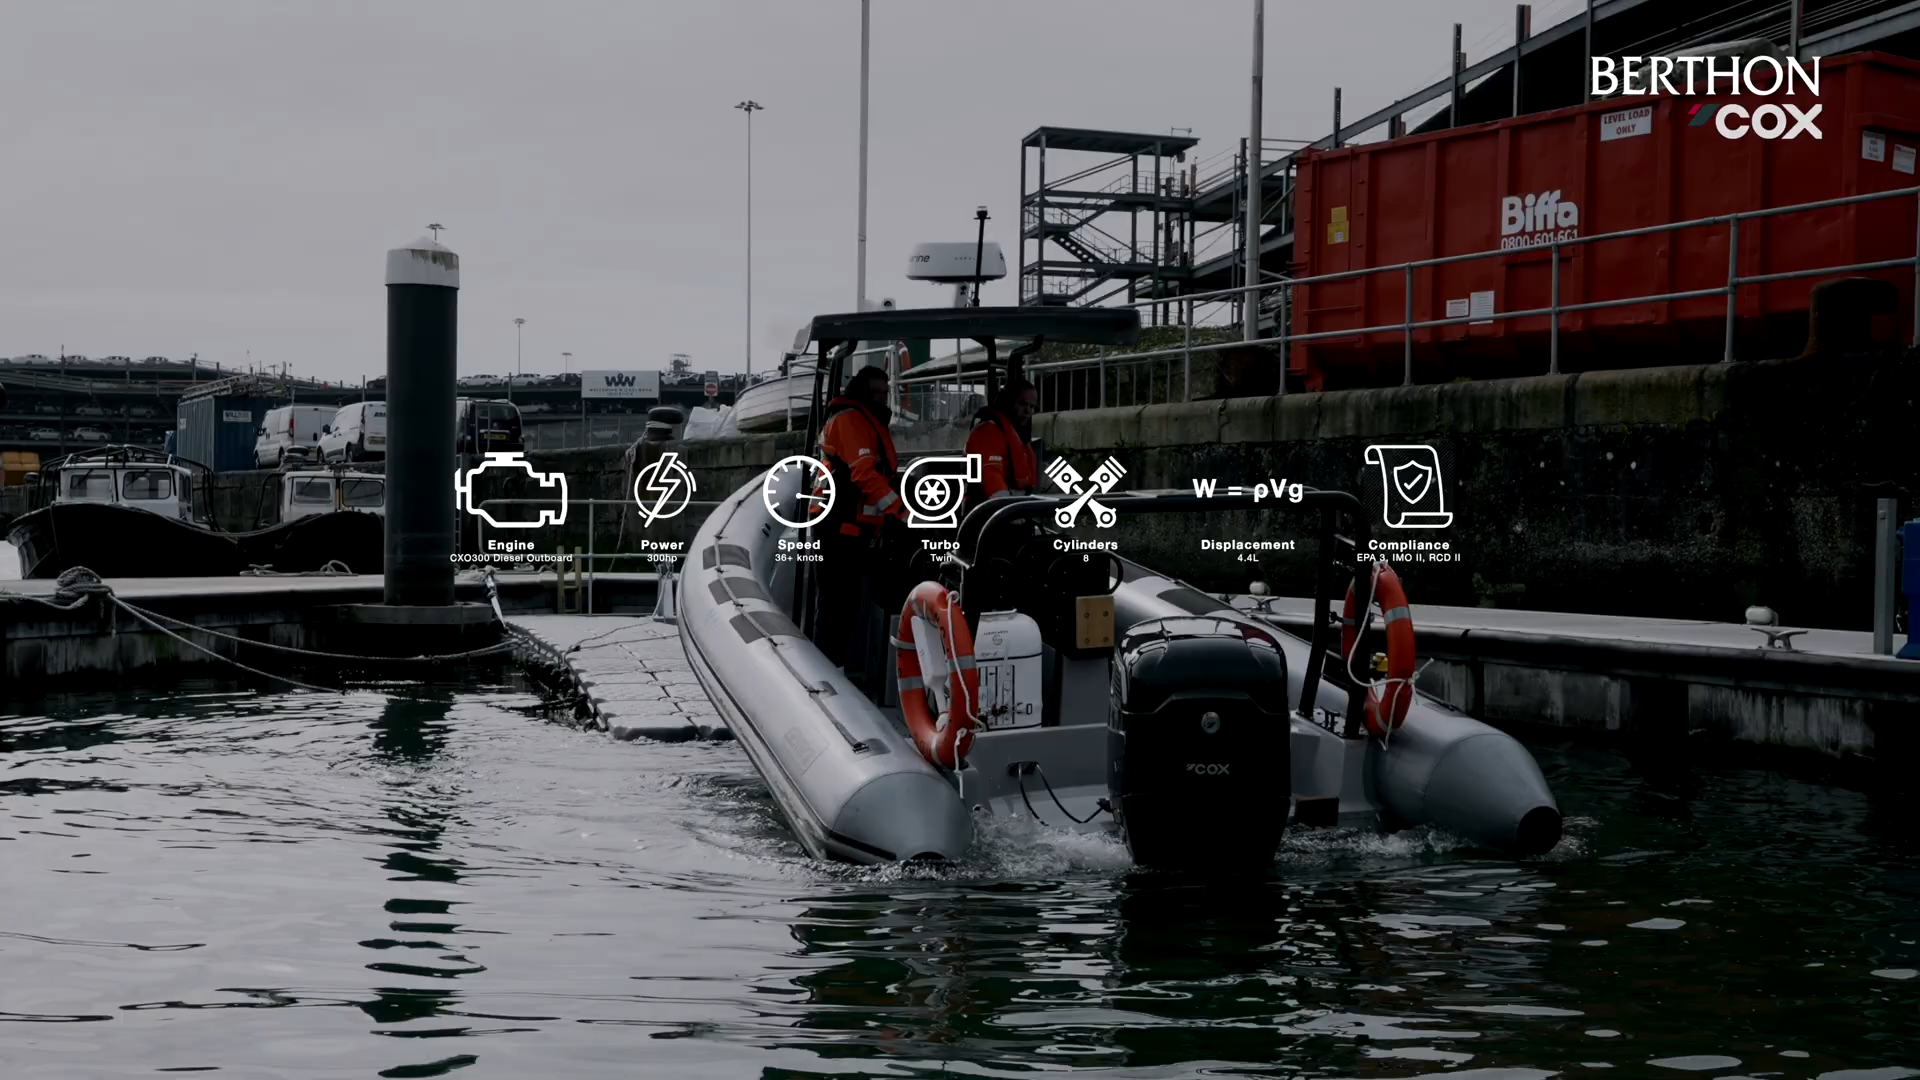 BERTHON
COX
LEVEL LOAD
ONLY
Biffa
0800·601·601
W = ρVg
Engine
CXO300 Diesel Outboard
Power
300hp
Speed
36+ knots
Turbo
Twin
Cylinders
8
Displacement
4.4L
Compliance
EPA 3, IMO II, RCD II
COX